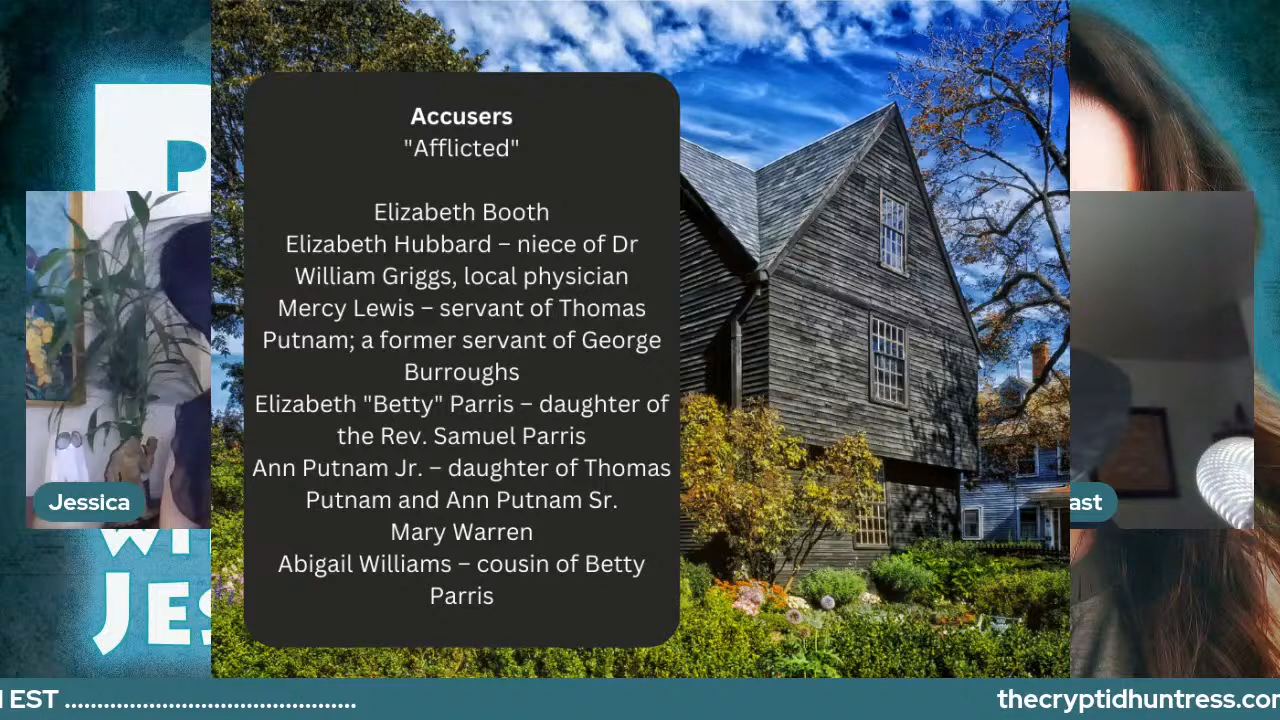 Accusers
"Afflicted"
Elizabeth Booth
Elizabeth Hubbard – niece of Dr
William Griggs, local physician
Mercy Lewis – servant of Thomas
Putnam; a former servant of George
Burroughs
Elizabeth "Betty" Parris – daughter of
the Rev. Samuel Parris
Ann Putnam Jr. – daughter of Thomas
Putnam and Ann Putnam Sr.
Mary Warren
Abigail Williams – cousin of Betty
Parris
P
Jessica
ast
JES
EST ............................................
thecryptidhuntress.com